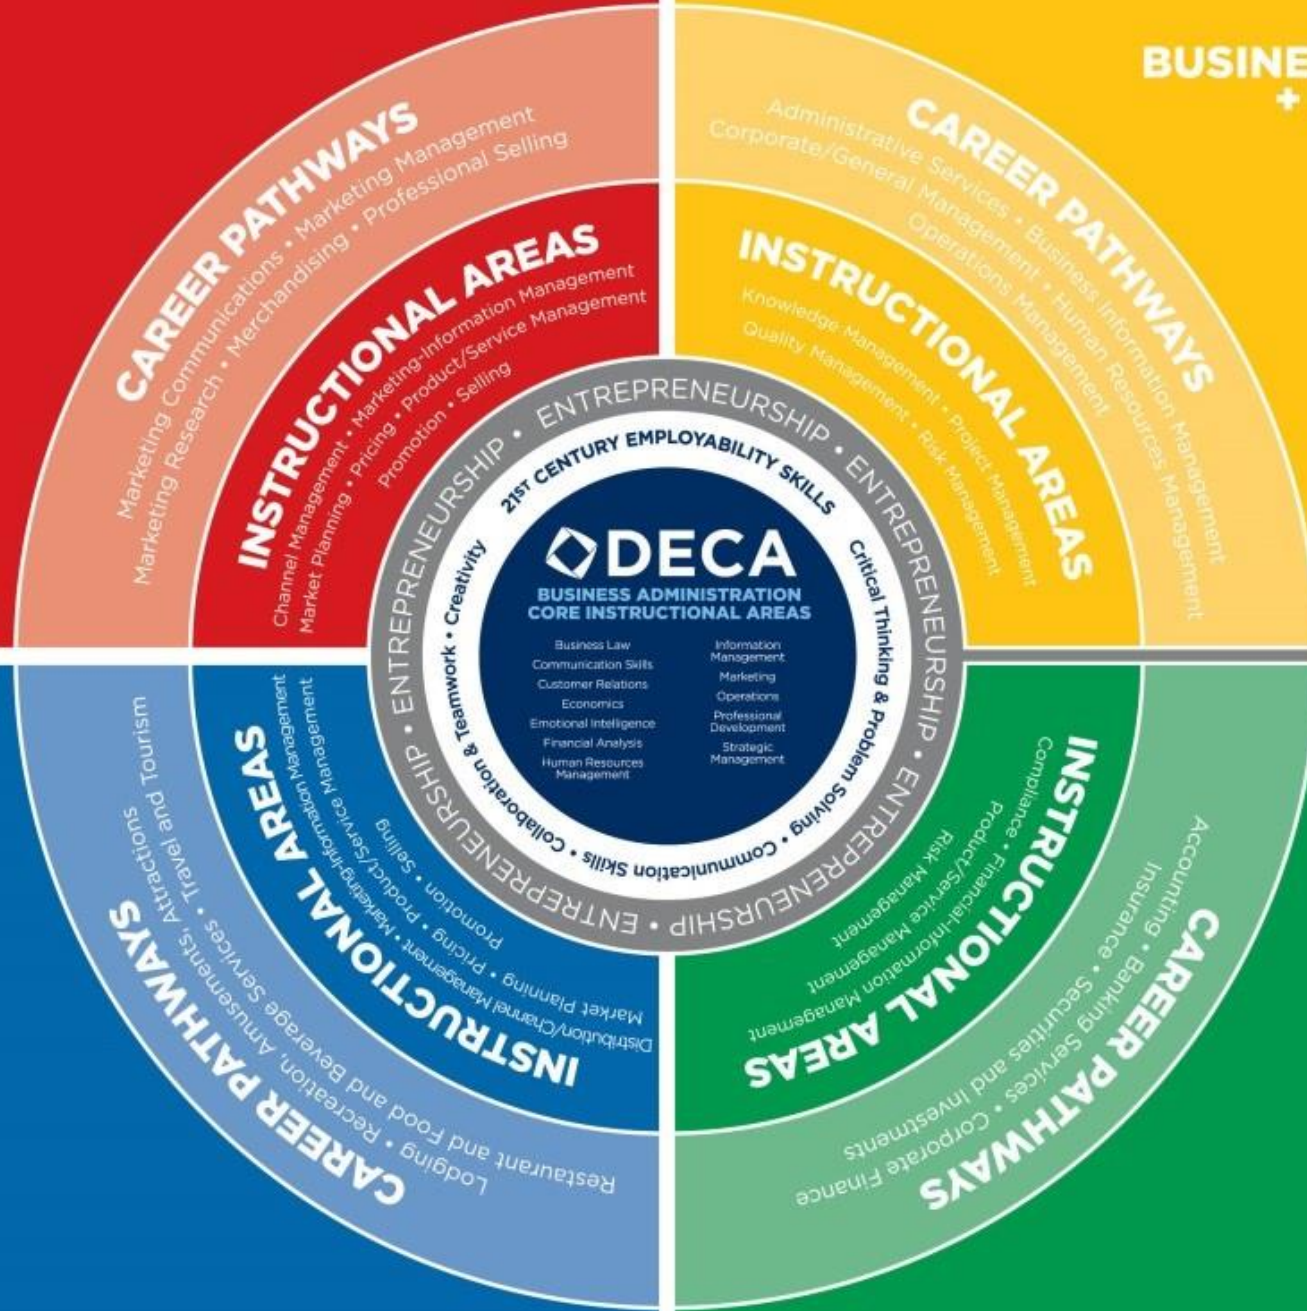 BUSINE
+
CAREER PATHWAYS
Marketing Communications • Marketing Management
Marketing Research • Merchandising • Professional Selling
INSTRUCTIONAL AREAS
Channel Management • Marketing-Information Management
Market Planning • Pricing • Product/Service Management
Promotion • Selling
CAREER PATHWAYS
Administrative Services • Business Information Management
Corporate/General Management • Human Resources Management
Operations Management
INSTRUCTIONAL AREAS
Knowledge Management • Project Management
Quality Management • Risk Management
ENTREPRENEURSHIP • ENTREPRENEURSHIP • ENTREPRENEURSHIP • ENTREPRENEURSHIP • ENTREPRENEURSHIP • ENTREPRENEURSHIP •
21ST CENTURY EMPLOYABILITY SKILLS
Critical Thinking & Problem Solving • Communication Skills • Collaboration & Teamwork • Creativity
DECA
BUSINESS ADMINISTRATION
CORE INSTRUCTIONAL AREAS
Business Law
Communication Skills
Customer Relations
Economics
Emotional Intelligence
Financial Analysis
Human Resources
Management
Information
Management
Marketing
Operations
Professional
Development
Strategic
Management
INSTRUCTIONAL AREAS
Distribution/Channel Management • Marketing-Information Management
Market Planning • Pricing • Product/Service Management
Promotion • Selling
CAREER PATHWAYS
Lodging • Recreation, Amusements, Attractions
Restaurant and Food and Beverage Services • Travel and Tourism
INSTRUCTIONAL AREAS
Compliance • Financial-Information Management
Product/Service Management
Risk Management
CAREER PATHWAYS
Accounting • Banking Services • Corporate Finance
Insurance • Securities and Investments